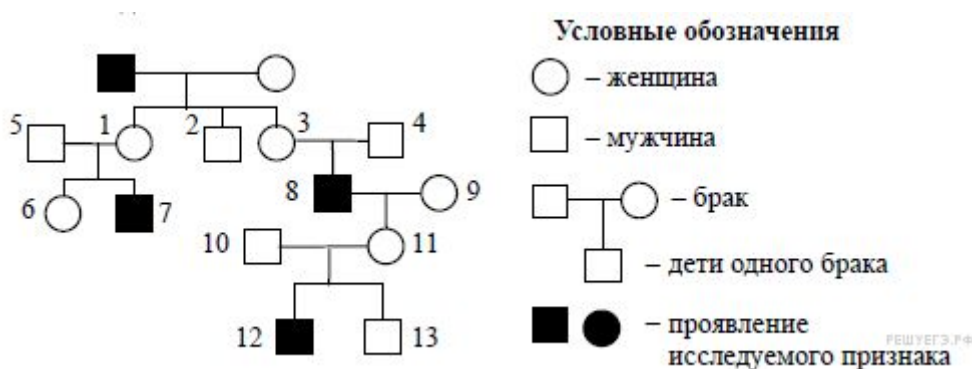 Условные обозначения
– женщина
– мужчина
– брак
– дети одного брака
– проявление
исследуемого признака
1
2
3
4
5
6
7
8
9
10
11
12
13
РЕШУЕГЭ.РФ